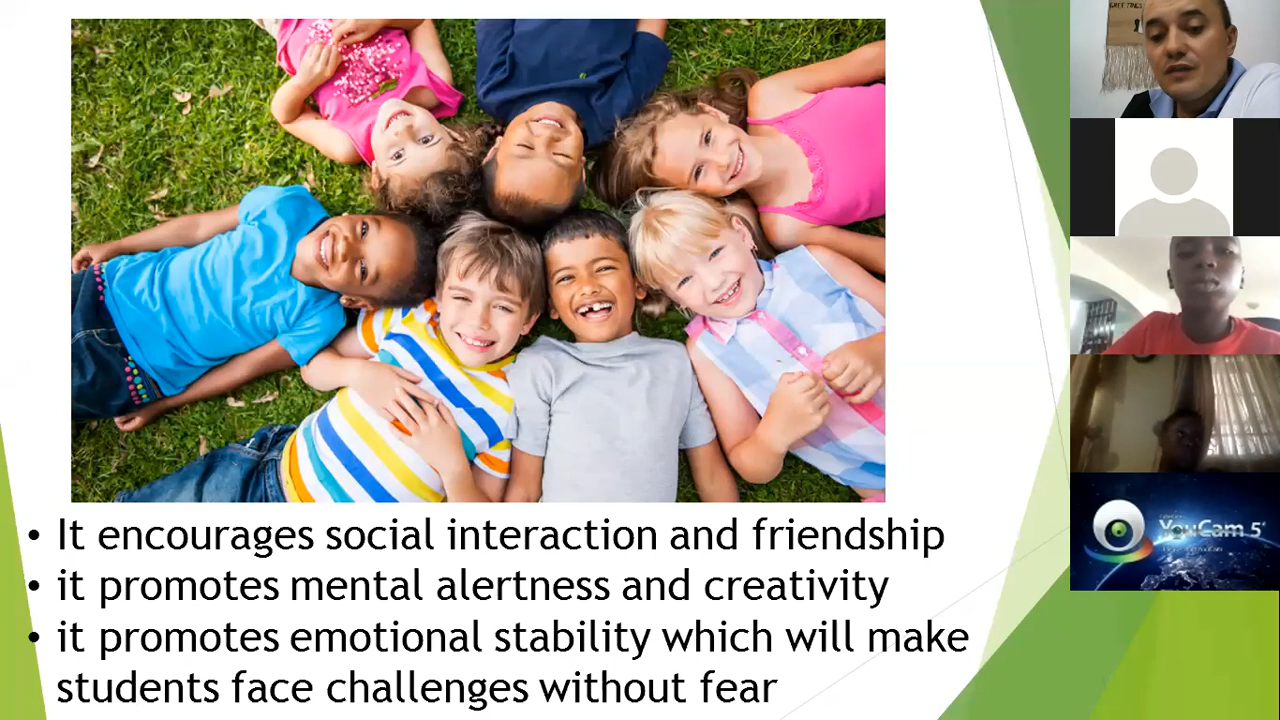 • It encourages social interaction and friendship
• it promotes mental alertness and creativity
• it promotes emotional stability which will make
students face challenges without fear
YouCam 5